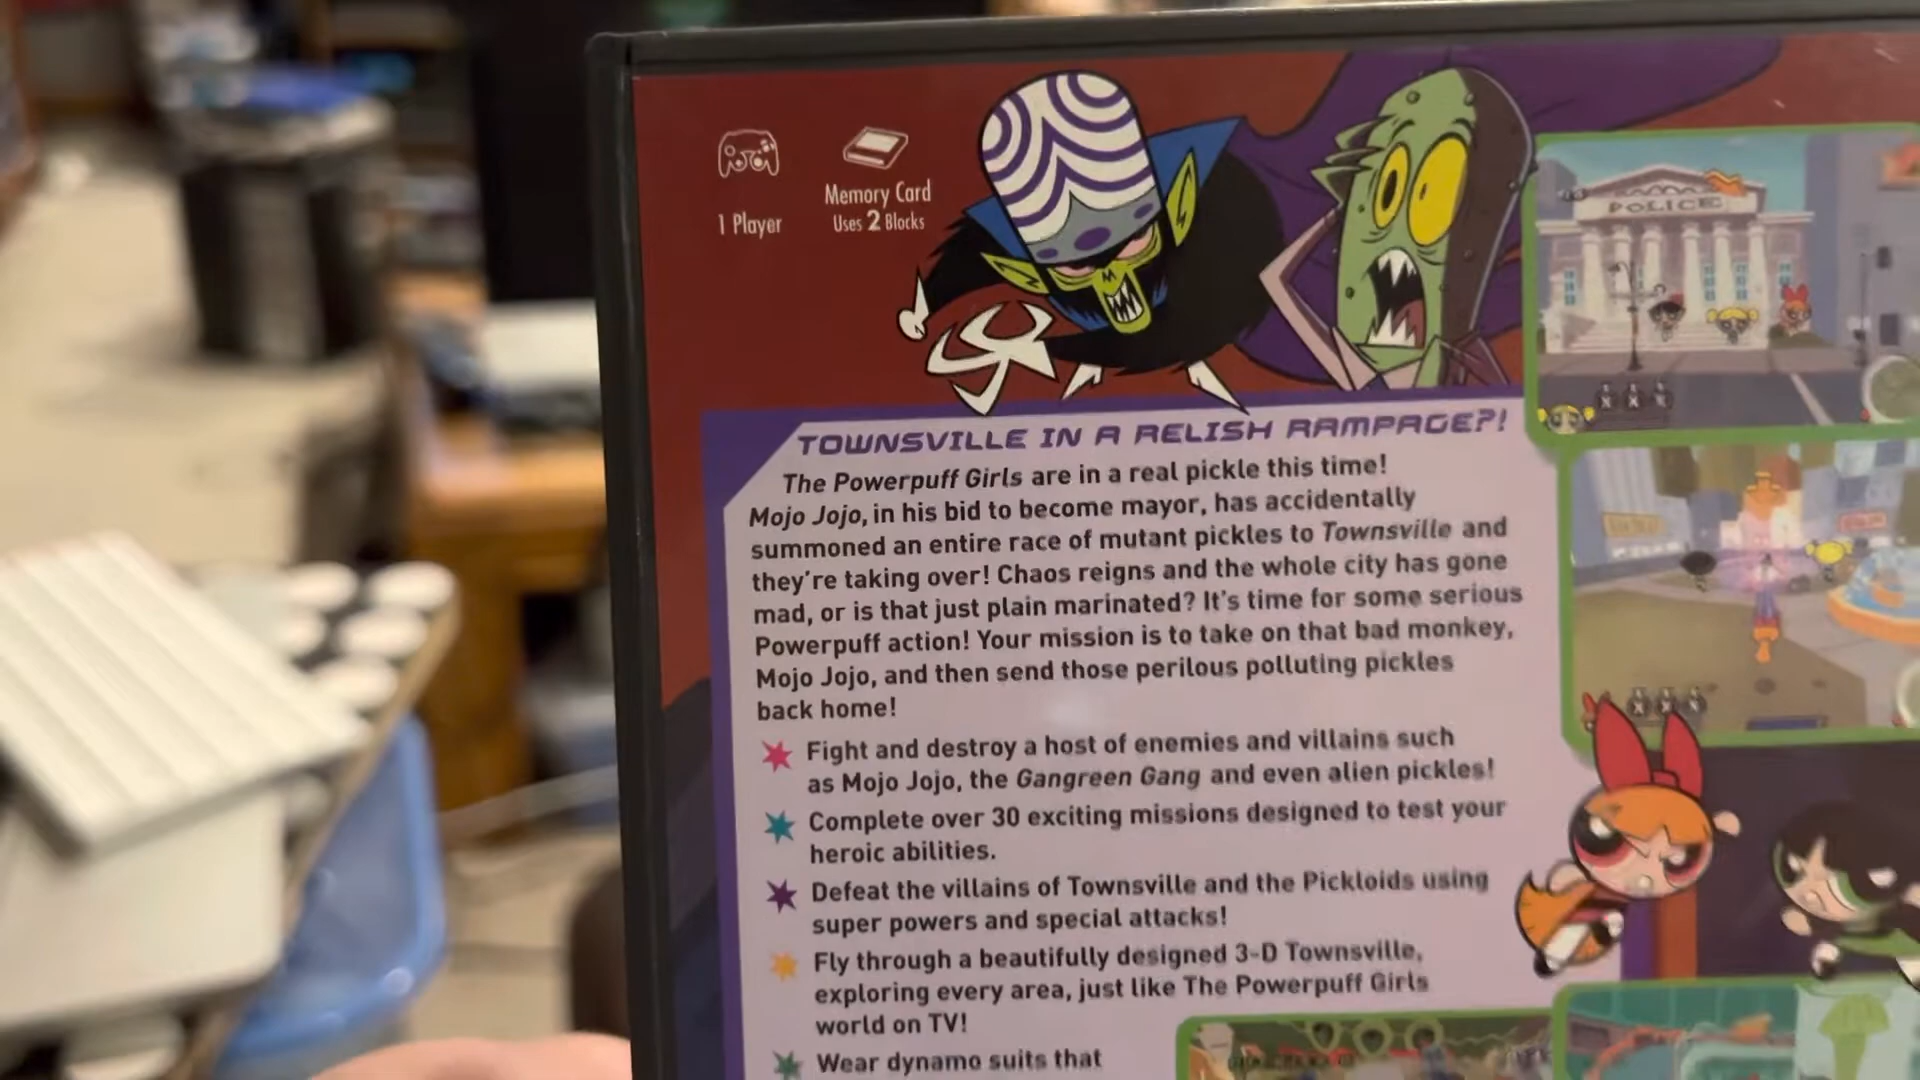 1 Player
Memory Card
Uses 2 Blocks
POLICE
TOWNSVILLE IN A RELISH RAMPAGE?!
The Powerpuff Girls are in a real pickle this time!
Mojo Jojo, in his bid to become mayor, has accidentally
summoned an entire race of mutant pickles to Townsville and
they're taking over! Chaos reigns and the whole city has gone
mad, or is that just plain marinated? It's time for some serious
Powerpuff action! Your mission is to take on that bad monkey,
Mojo Jojo, and then send those perilous polluting pickles
back home!
Fight and destroy a host of enemies and villains such
as Mojo Jojo, the Gangreen Gang and even alien pickles!
Complete over 30 exciting missions designed to test your
heroic abilities.
Defeat the villains of Townsville and the Pickloids using
super powers and special attacks!
Fly through a beautifully designed 3-D Townsville,
exploring every area, just like The Powerpuff Girls
world on TV!
Wear dynamo suits that